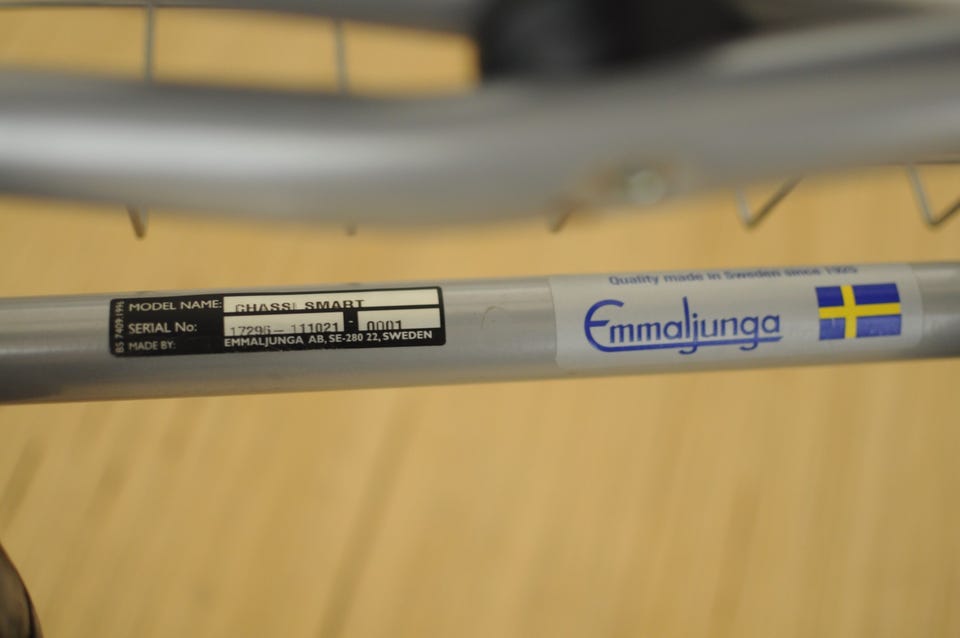 BS 7409:1996
MODEL NAME: CHASSI SMART
SERIAL No: 17296- 111021 - 0001
MADE BY: EMMALJUNGA AB, SE-280 22, SWEDEN
Quality made in Sweden since 1925
Emmaljunga